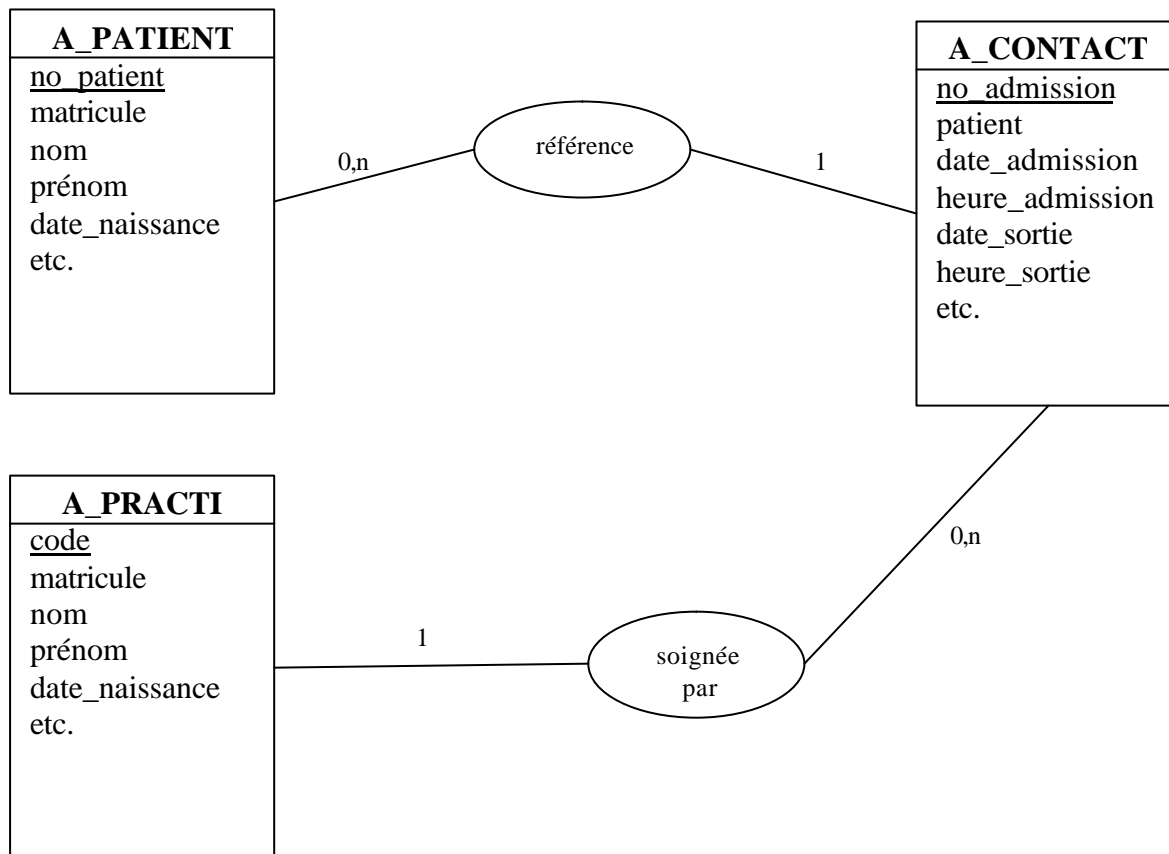 A_PATIENT
no_patient
matricule
nom
prénom
date_naissance
etc.
0,n
référence
1
A_CONTACT
no_admission
patient
date_admission
heure_admission
date_sortie
heure_sortie
etc.
A_PRACTI
code
matricule
nom
prénom
date_naissance
etc.
1
soignée
par
0,n